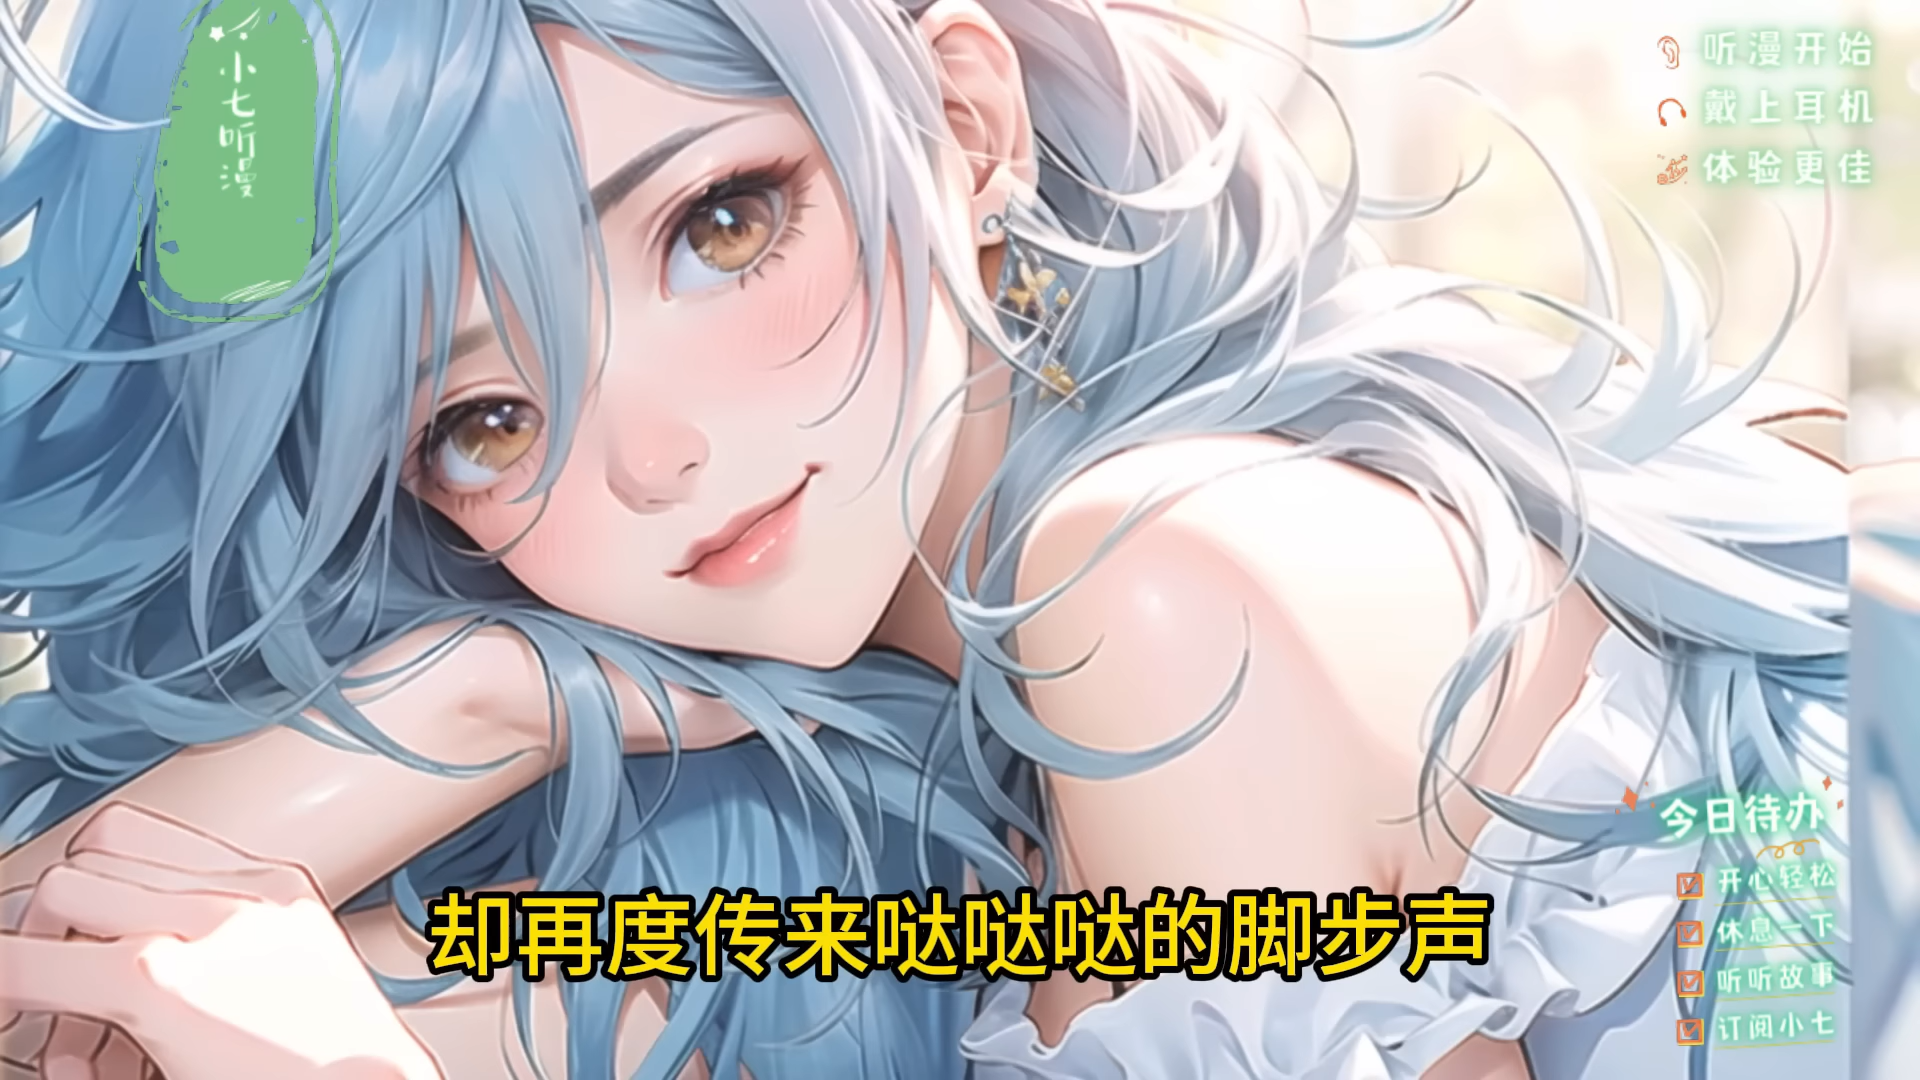 小七听漫
听漫开始
戴上耳机
体验更佳
今日待办
开心轻松
休息一下
听听故事
订阅小七
却再度传来哒哒哒的脚步声